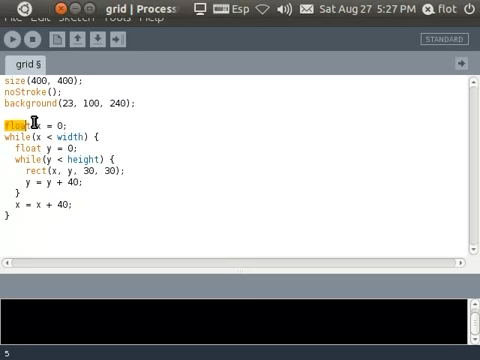 grid | Process
Esp
Sat Aug 27 5:27 PM
flot
File Edit Sketch Tools Help
STANDARD
grid §
size(400, 400);
noStroke();
background(23, 100, 240);
float x = 0;
while(x < width) {
float y = 0;
while(y < height) {
rect(x, y, 30, 30);
y = y + 40;
}
x = x + 40;
}
5